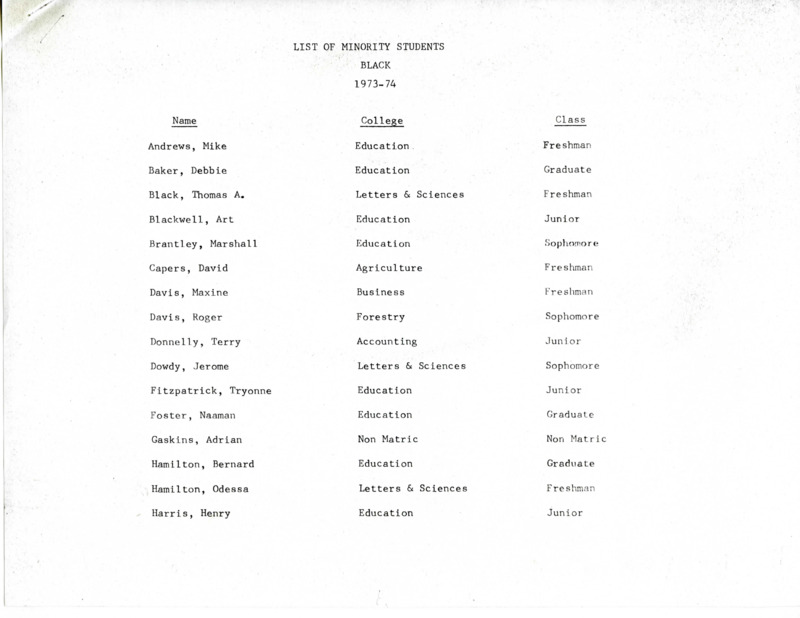 LIST OF MINORITY STUDENTS
BLACK
1973-74
Name College Class
Andrews, Mike Education Freshman
Baker, Debbie Education Graduate
Black, Thomas A. Letters & Sciences Freshman
Blackwell, Art Education Junior
Brantley, Marshall Education Sophomore
Capers, David Agriculture Freshman
Davis, Maxine Business Freshman
Davis, Roger Forestry Sophomore
Donnelly, Terry Accounting Junior
Dowdy, Jerome Letters & Sciences Sophomore
Fitzpatrick, Tryonne Education Junior
Foster, Naaman Education Graduate
Gaskins, Adrian Non Matric Non Matric
Hamilton, Bernard Education Graduate
Hamilton, Odessa Letters & Sciences Freshman
Harris, Henry Education Junior